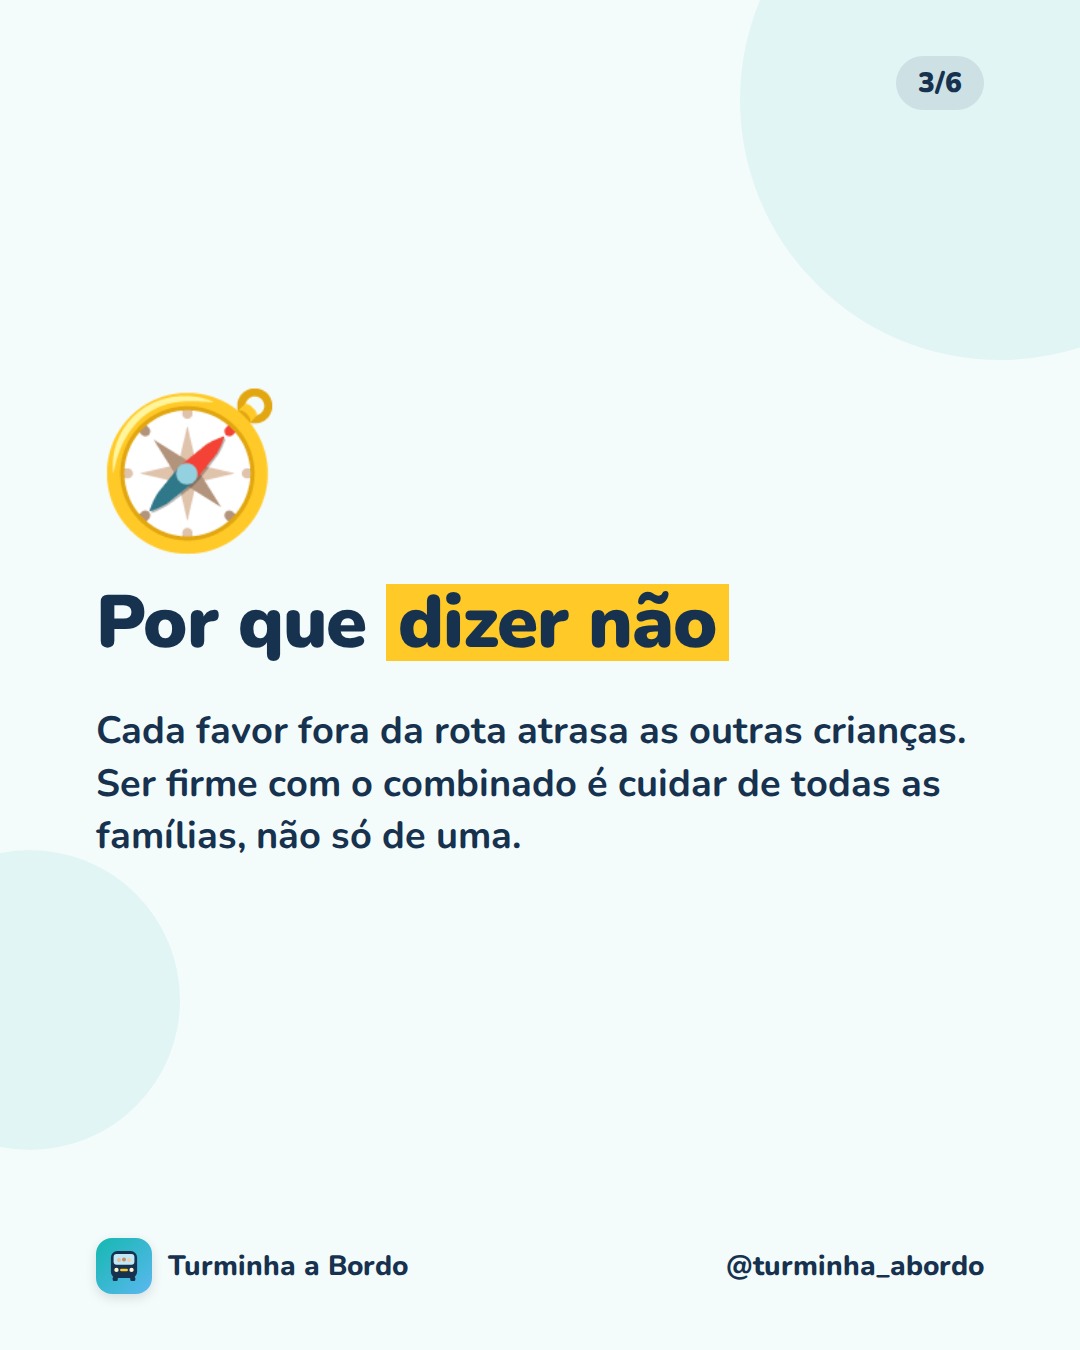 3/6
Por que dizer não
Cada favor fora da rota atrasa as outras crianças.
Ser firme com o combinado é cuidar de todas as
famílias, não só de uma.
Turminha a Bordo
@turminha_abordo